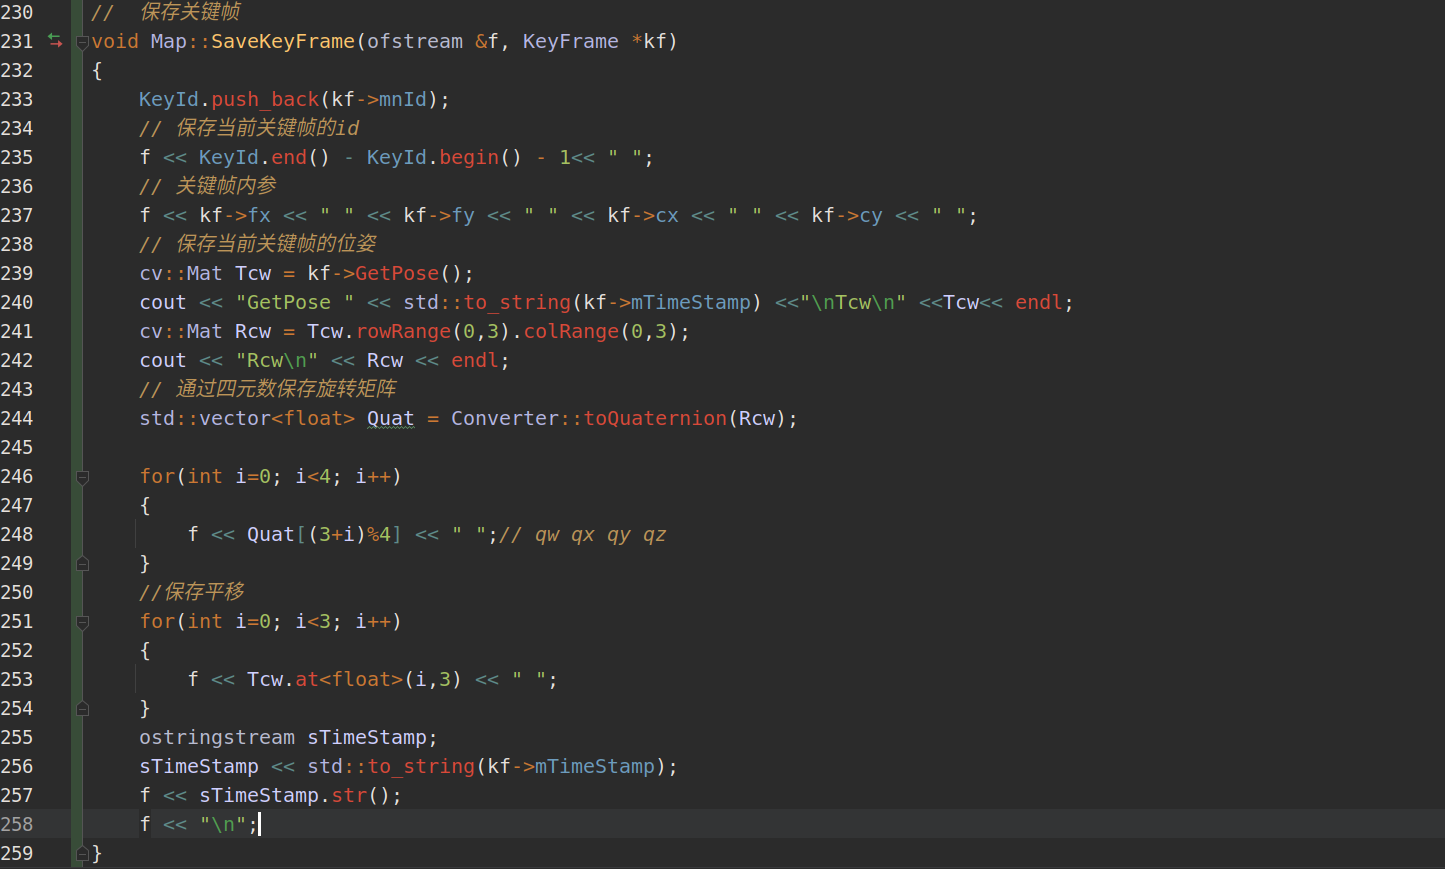 230 //  保存关键帧
231 void Map::SaveKeyFrame(ofstream &f, KeyFrame *kf)
232 {
233     KeyId.push_back(kf->mnId);
234     // 保存当前关键帧的id
235     f << KeyId.end() - KeyId.begin() - 1<< " ";
236     // 关键帧内参
237     f << kf->fx << " " << kf->fy << " " << kf->cx << " " << kf->cy << " ";
238     // 保存当前关键帧的位姿
239     cv::Mat Tcw = kf->GetPose();
240     cout << "GetPose " << std::to_string(kf->mTimeStamp) <<"\nTcw\n" <<Tcw<< endl;
241     cv::Mat Rcw = Tcw.rowRange(0,3).colRange(0,3);
242     cout << "Rcw\n" << Rcw << endl;
243     // 通过四元数保存旋转矩阵
244     std::vector<float> Quat = Converter::toQuaternion(Rcw);
245
246     for(int i=0; i<4; i++)
247     {
248         f << Quat[(3+i)%4] << " ";// qw qx qy qz
249     }
250     //保存平移
251     for(int i=0; i<3; i++)
252     {
253         f << Tcw.at<float>(i,3) << " ";
254     }
255     ostringstream sTimeStamp;
256     sTimeStamp << std::to_string(kf->mTimeStamp);
257     f << sTimeStamp.str();
258     f << "\n";
259 }